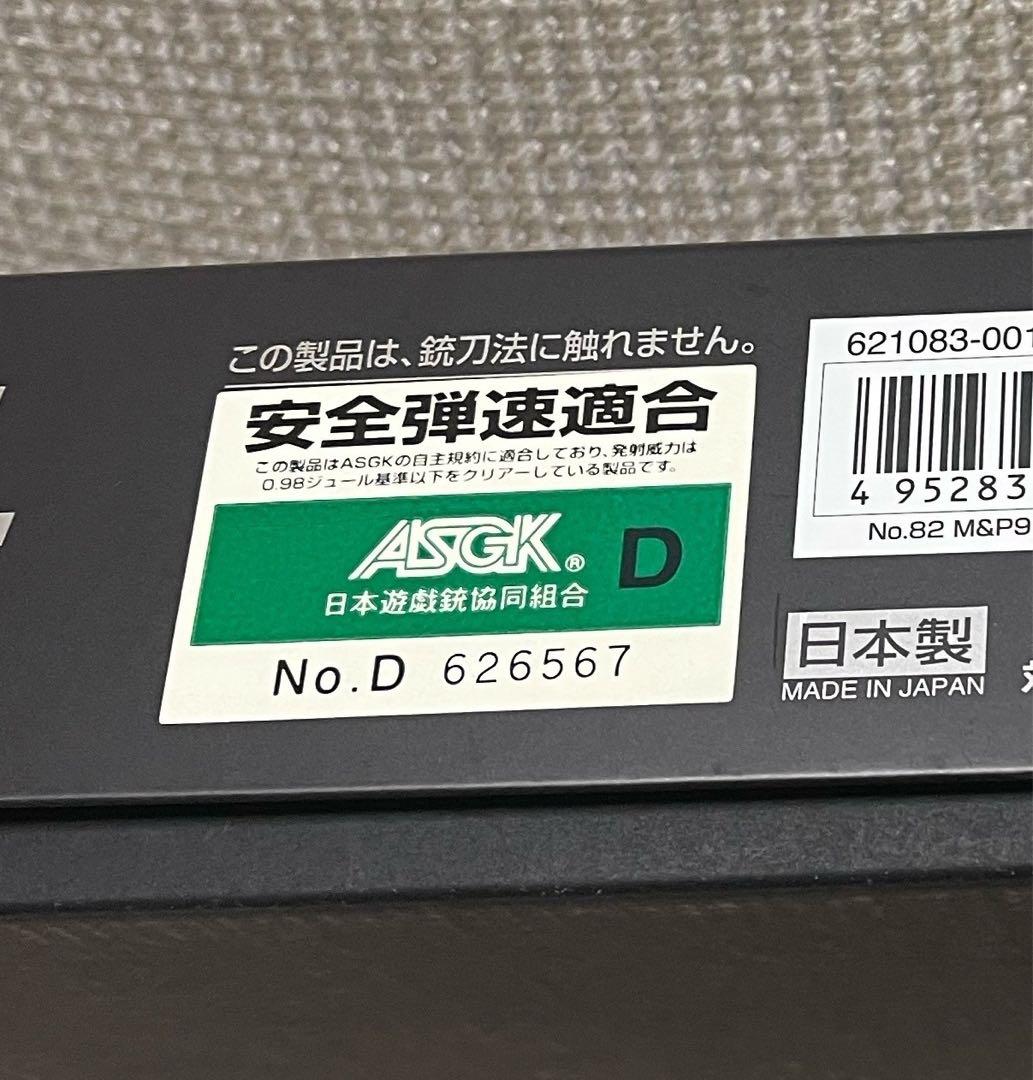 この製品は、銃刀法に触れません。
安全弾速適合
この製品はASGKの自主規約に適合しており、発射威力は
0.98ジュール基準以下をクリアーしている製品です。
ASGK® D
日本遊戯銃協同組合
No.D 626567
621083-001
4 95283
No.82 M&P9
日本製
MADE IN JAPAN